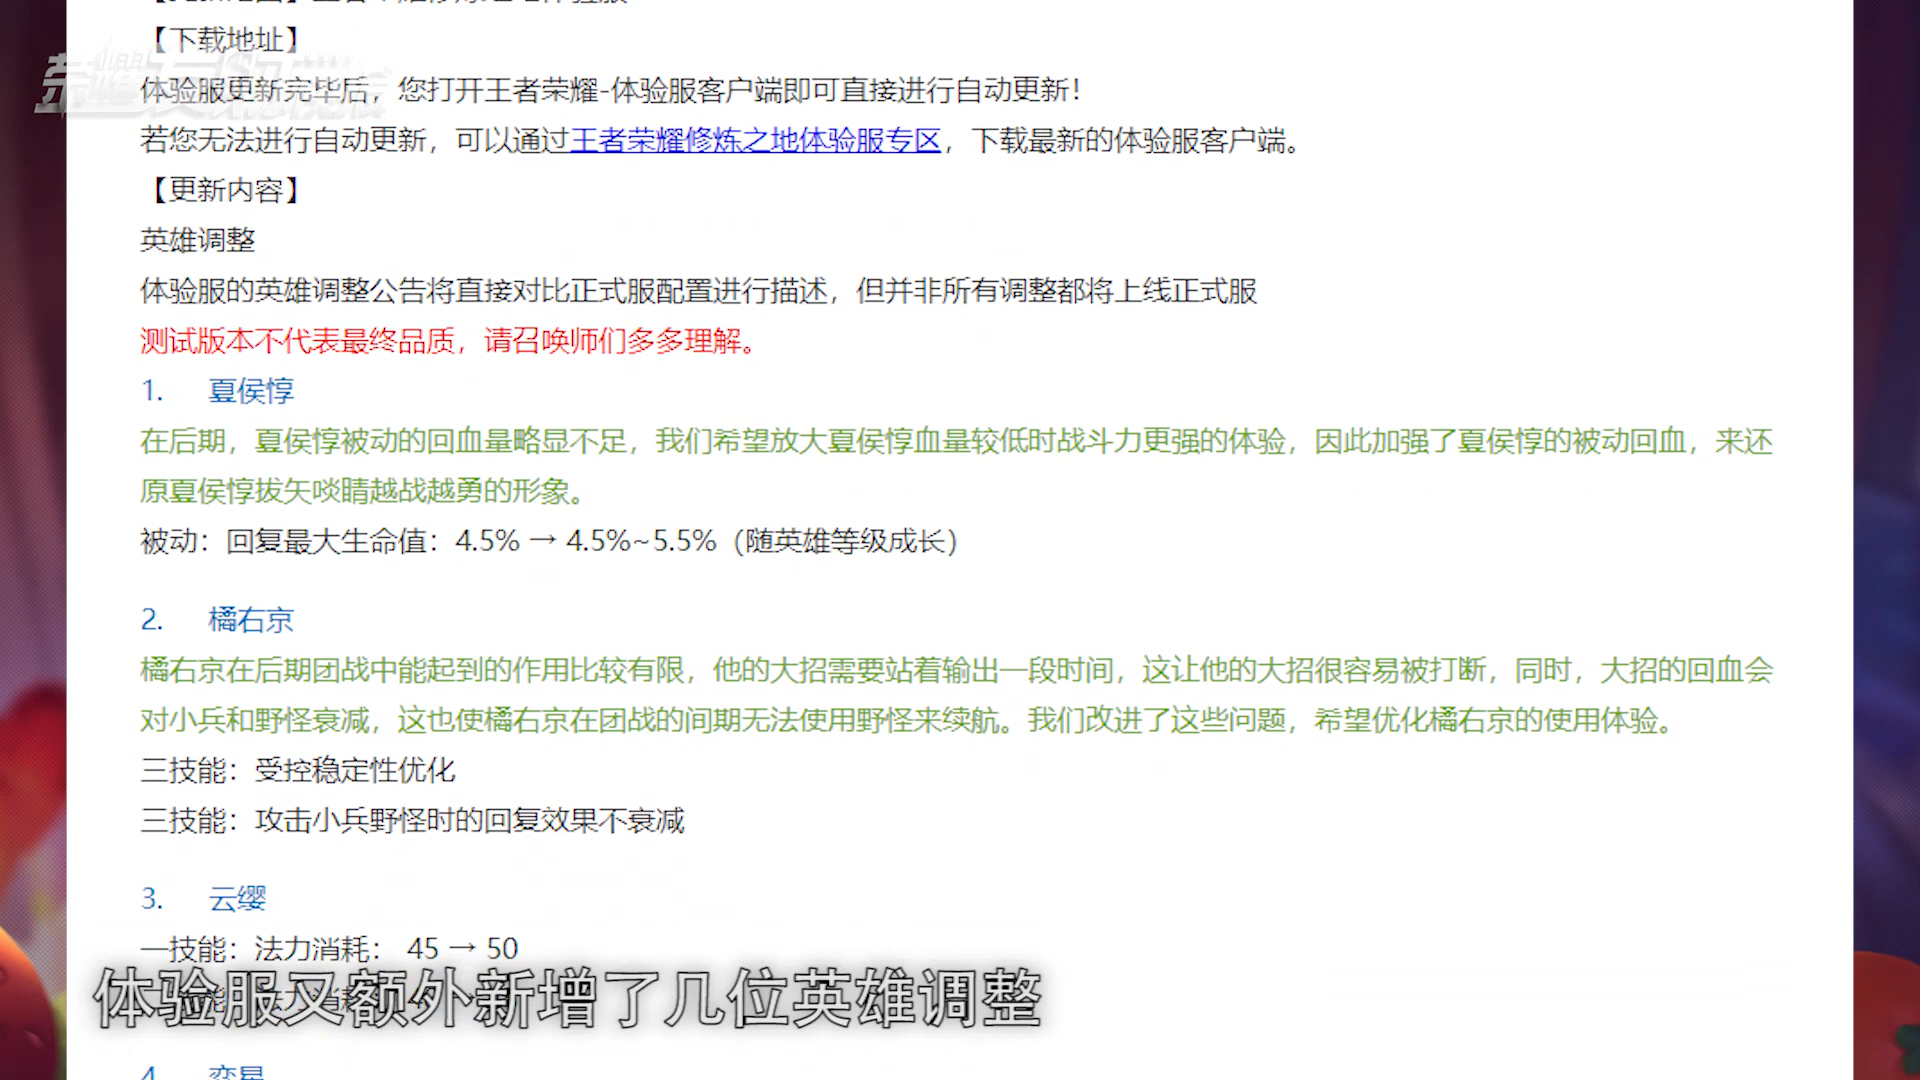 【下载地址】
体验服更新完毕后，您打开王者荣耀-体验服客户端即可直接进行自动更新！
若您无法进行自动更新，可以通过王者荣耀修炼之地体验服专区，下载最新的体验服客户端。
【更新内容】
英雄调整
体验服的英雄调整公告将直接对比正式服配置进行描述，但并非所有调整都将上线正式服
测试版本不代表最终品质，请召唤师们多多理解。
1. 夏侯惇
在后期，夏侯惇被动的回血量略显不足，我们希望放大夏侯惇血量较低时战斗力更强的体验，因此加强了夏侯惇的被动回血，来还
原夏侯惇拔矢啖睛越战越勇的形象。
被动：回复最大生命值：4.5% → 4.5%~5.5%（随英雄等级成长）
2. 橘右京
橘右京在后期团战中能起到的作用比较有限，他的大招需要站着输出一段时间，这让他的大招很容易被打断，同时，大招的回血会
对小兵和野怪衰减，这也使橘右京在团战的间期无法使用野怪来续航。我们改进了这些问题，希望优化橘右京的使用体验。
三技能：受控稳定性优化
三技能：攻击小兵野怪时的回复效果不衰减
3. 云缨
一技能：法力消耗： 45 → 50
体验服又额外新增了几位英雄调整
4. 弈星